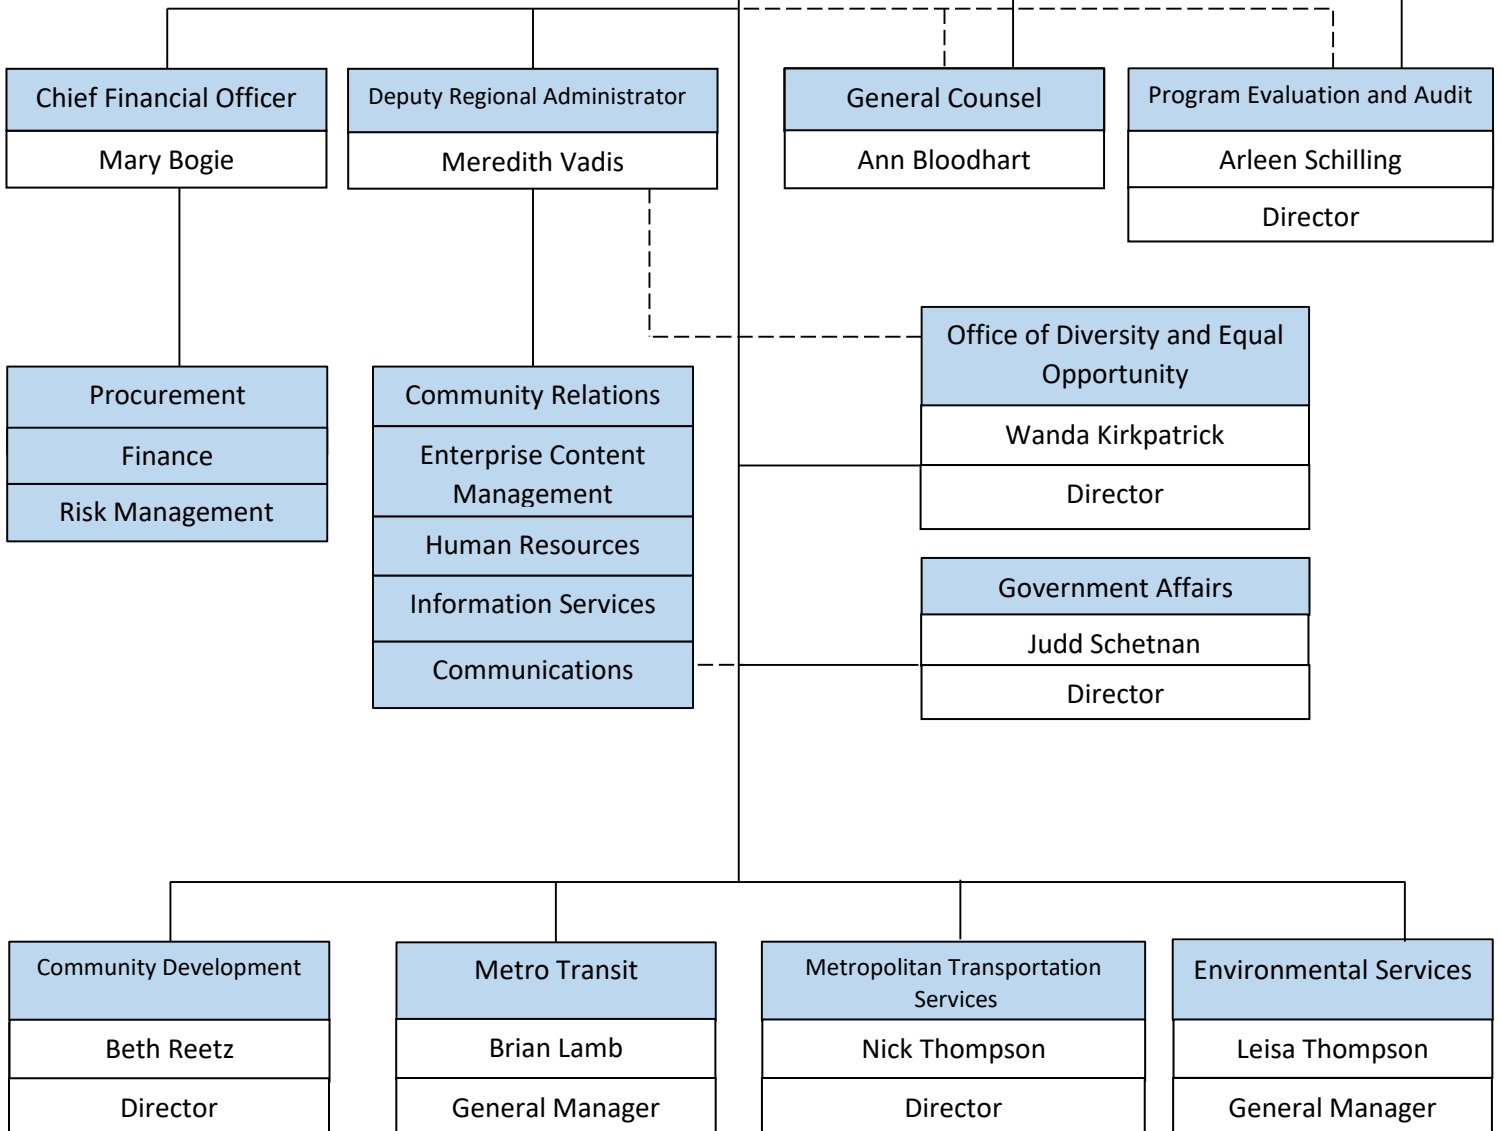 Chief Financial Officer
Mary Bogie
Deputy Regional Administrator
Meredith Vadis
General Counsel
Ann Bloodhart
Program Evaluation and Audit
Arleen Schilling
Director
Procurement
Finance
Risk Management
Community Relations
Enterprise Content
Management
Human Resources
Information Services
Communications
Office of Diversity and Equal
Opportunity
Wanda Kirkpatrick
Director
Government Affairs
Judd Schetnan
Director
Community Development
Beth Reetz
Director
Metro Transit
Brian Lamb
General Manager
Metropolitan Transportation
Services
Nick Thompson
Director
Environmental Services
Leisa Thompson
General Manager